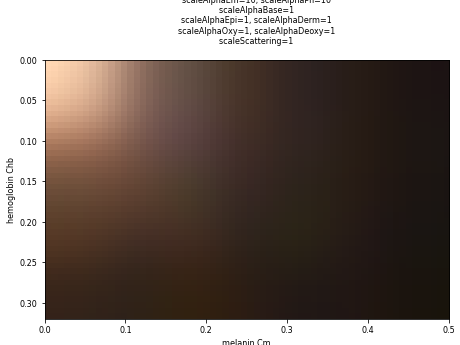 scaleAlphaBase=1
scaleAlphaEpi=1, scaleAlphaDerm=1
scaleAlphaOxy=1, scaleAlphaDeoxy=1
scaleScattering=1
0.00
0.05
0.10
0.15
0.20
0.25
0.30
hemoglobin Chb
0.0 0.1 0.2 0.3 0.4 0.5
melanin Cm